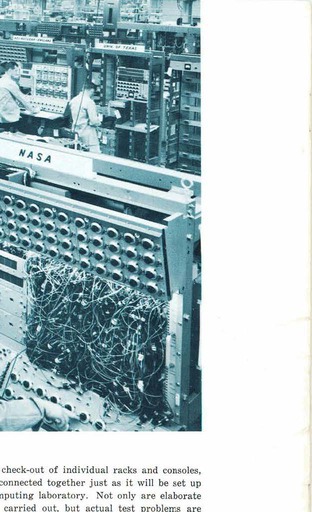 UNIV. OF TEXAS
NASA
check-out of individual racks and consoles,
connected together just as it will be set up
mputing laboratory. Not only are elaborate
carried out, but actual test problems are